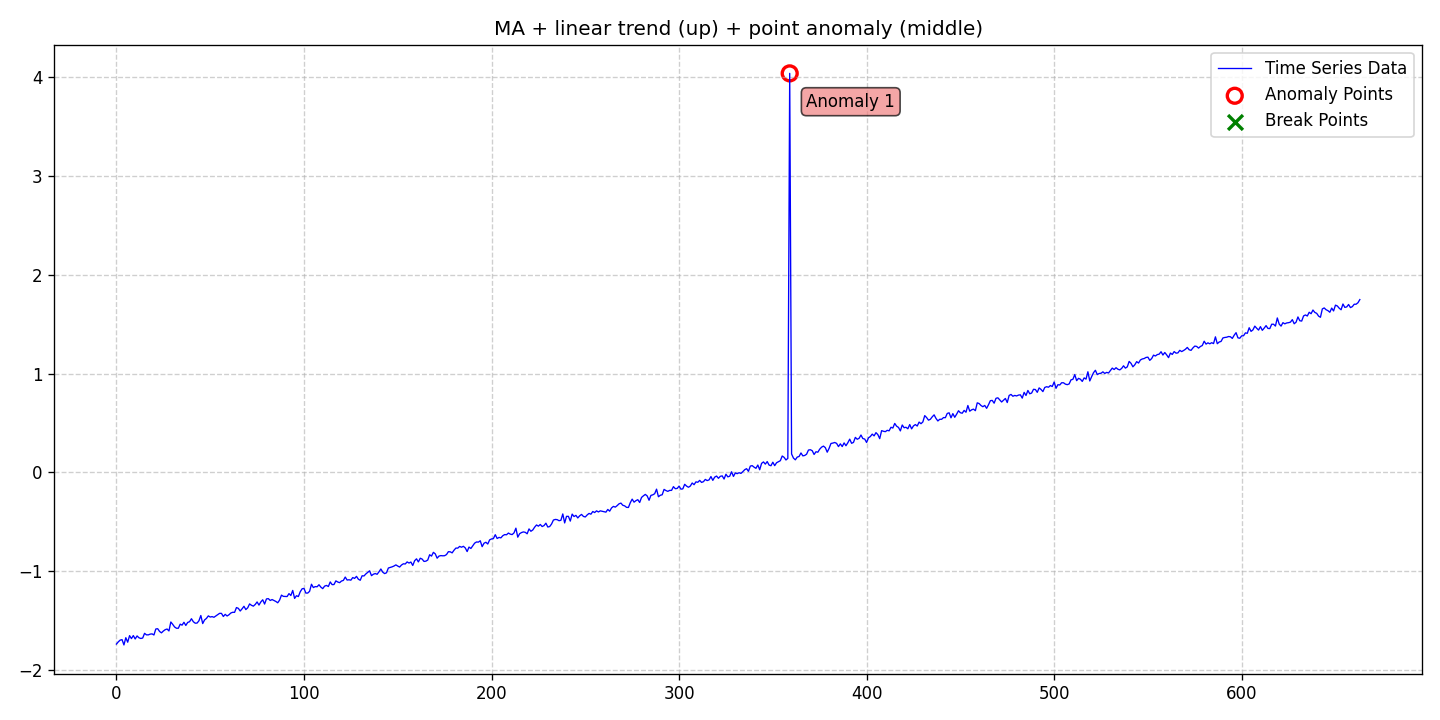 MA + linear trend (up) + point anomaly (middle)
Time Series Data
Anomaly Points
Break Points
Anomaly 1
4
3
2
1
0
−1
−2
0 100 200 300 400 500 600